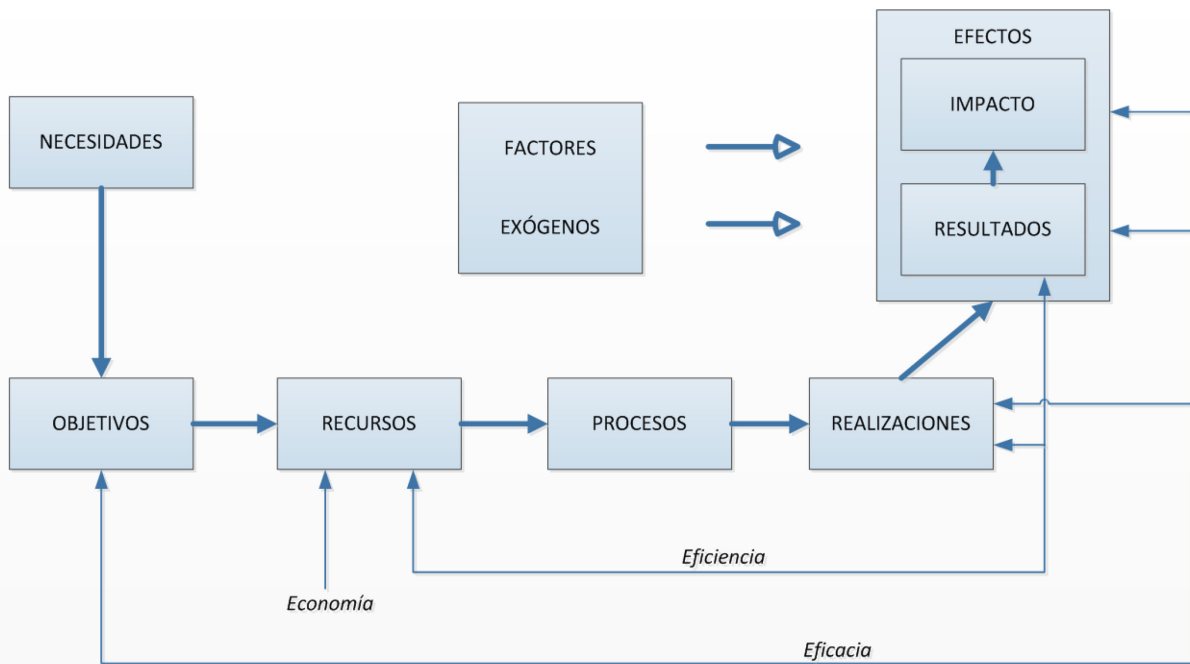 EFECTOS
IMPACTO
NECESIDADES
FACTORES
EXÓGENOS
RESULTADOS
OBJETIVOS
RECURSOS
PROCESOS
REALIZACIONES
Eficiencia
Economía
Eficacia